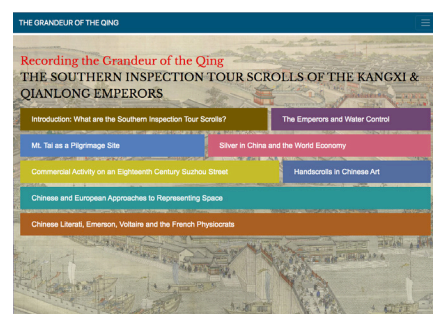 THE GRANDEUR OF THE QING
Recording the Grandeur of the Qing
THE SOUTHERN INSPECTION TOUR SCROLLS OF THE KANGXI &
QIANLONG EMPERORS
Introduction: What are the Southern Inspection Tour Scrolls?
The Emperors and Water Control
Mt. Tai as a Pilgrimage Site
Silver in China and the World Economy
Commercial Activity on an Eighteenth Century Suzhou Street
Handscrolls in Chinese Art
Chinese and European Approaches to Representing Space
Chinese Literati, Emerson, Voltaire and the French Physiocrats